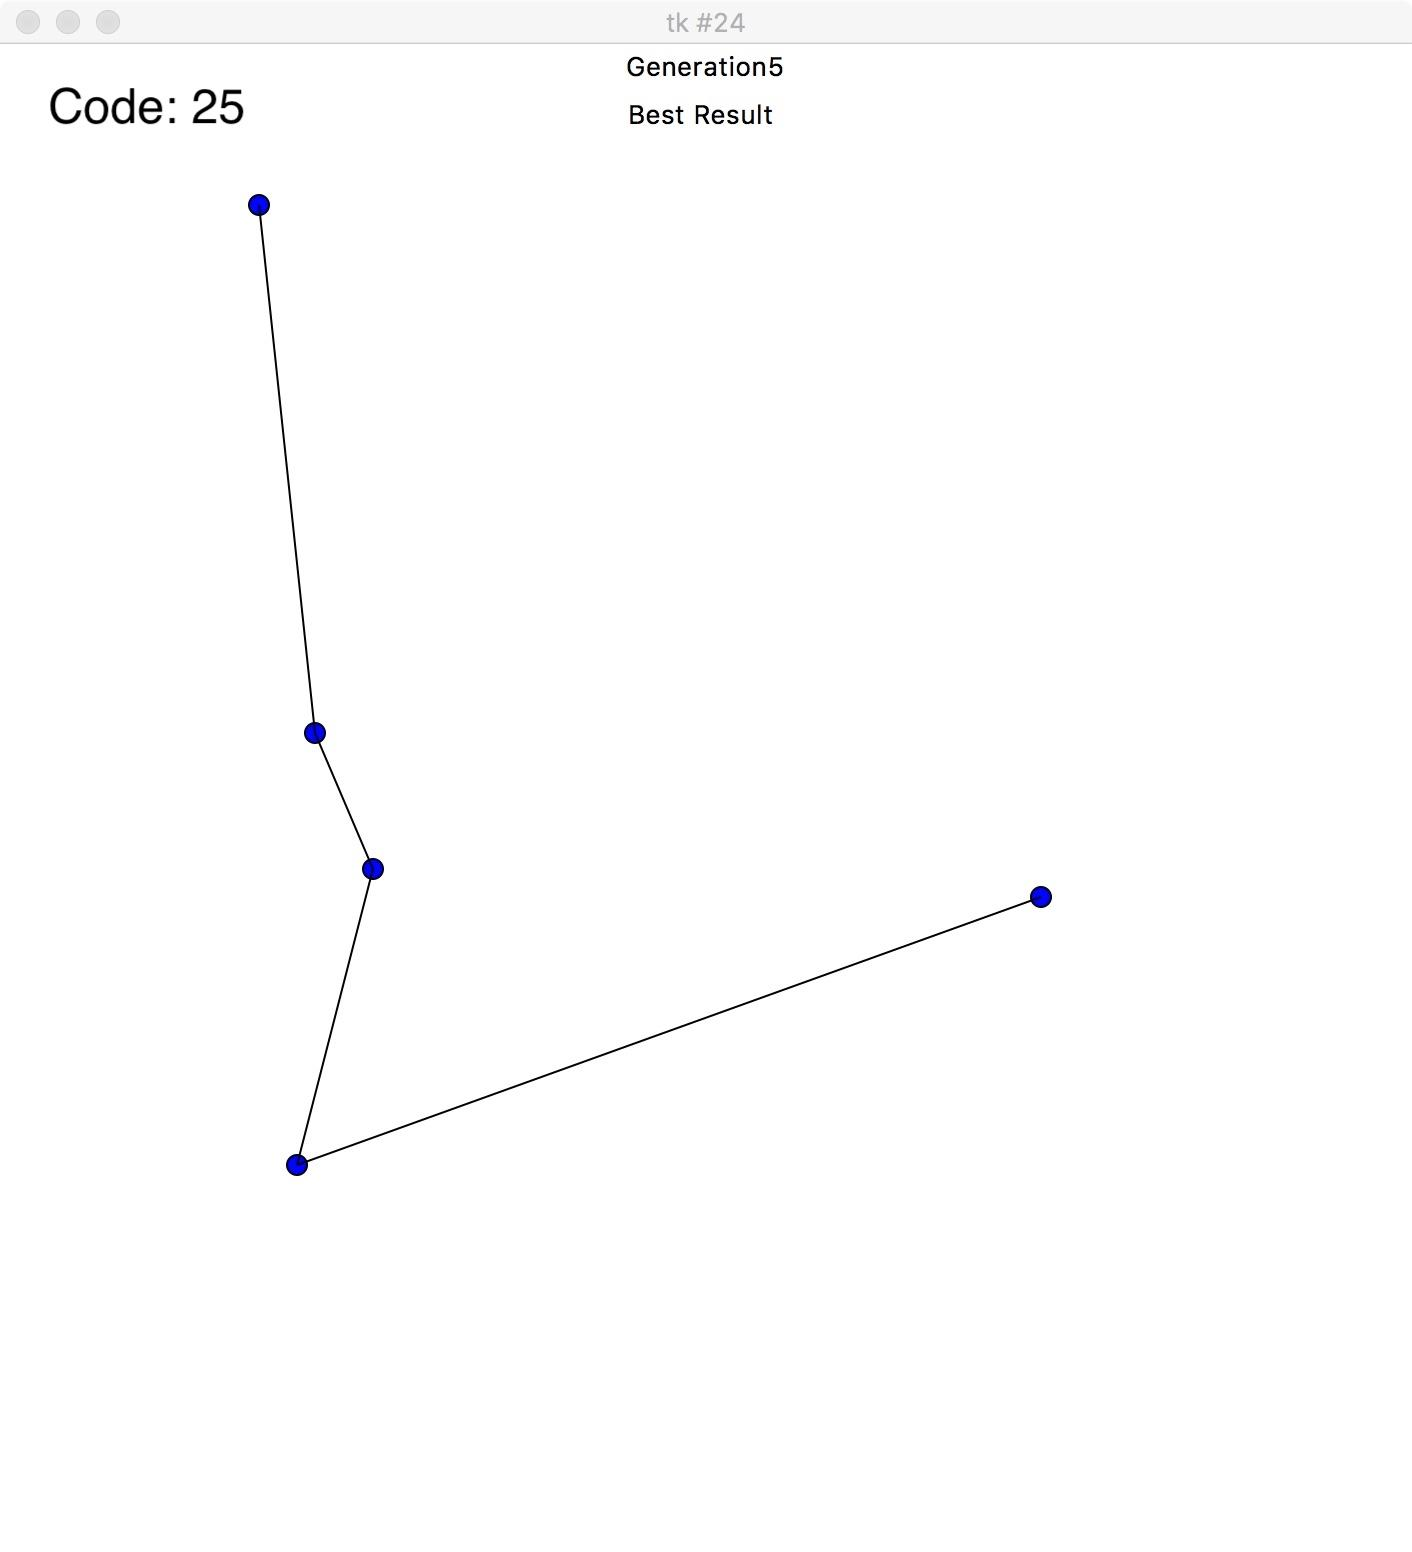 tk #24
Generation5
Code: 25
Best Result